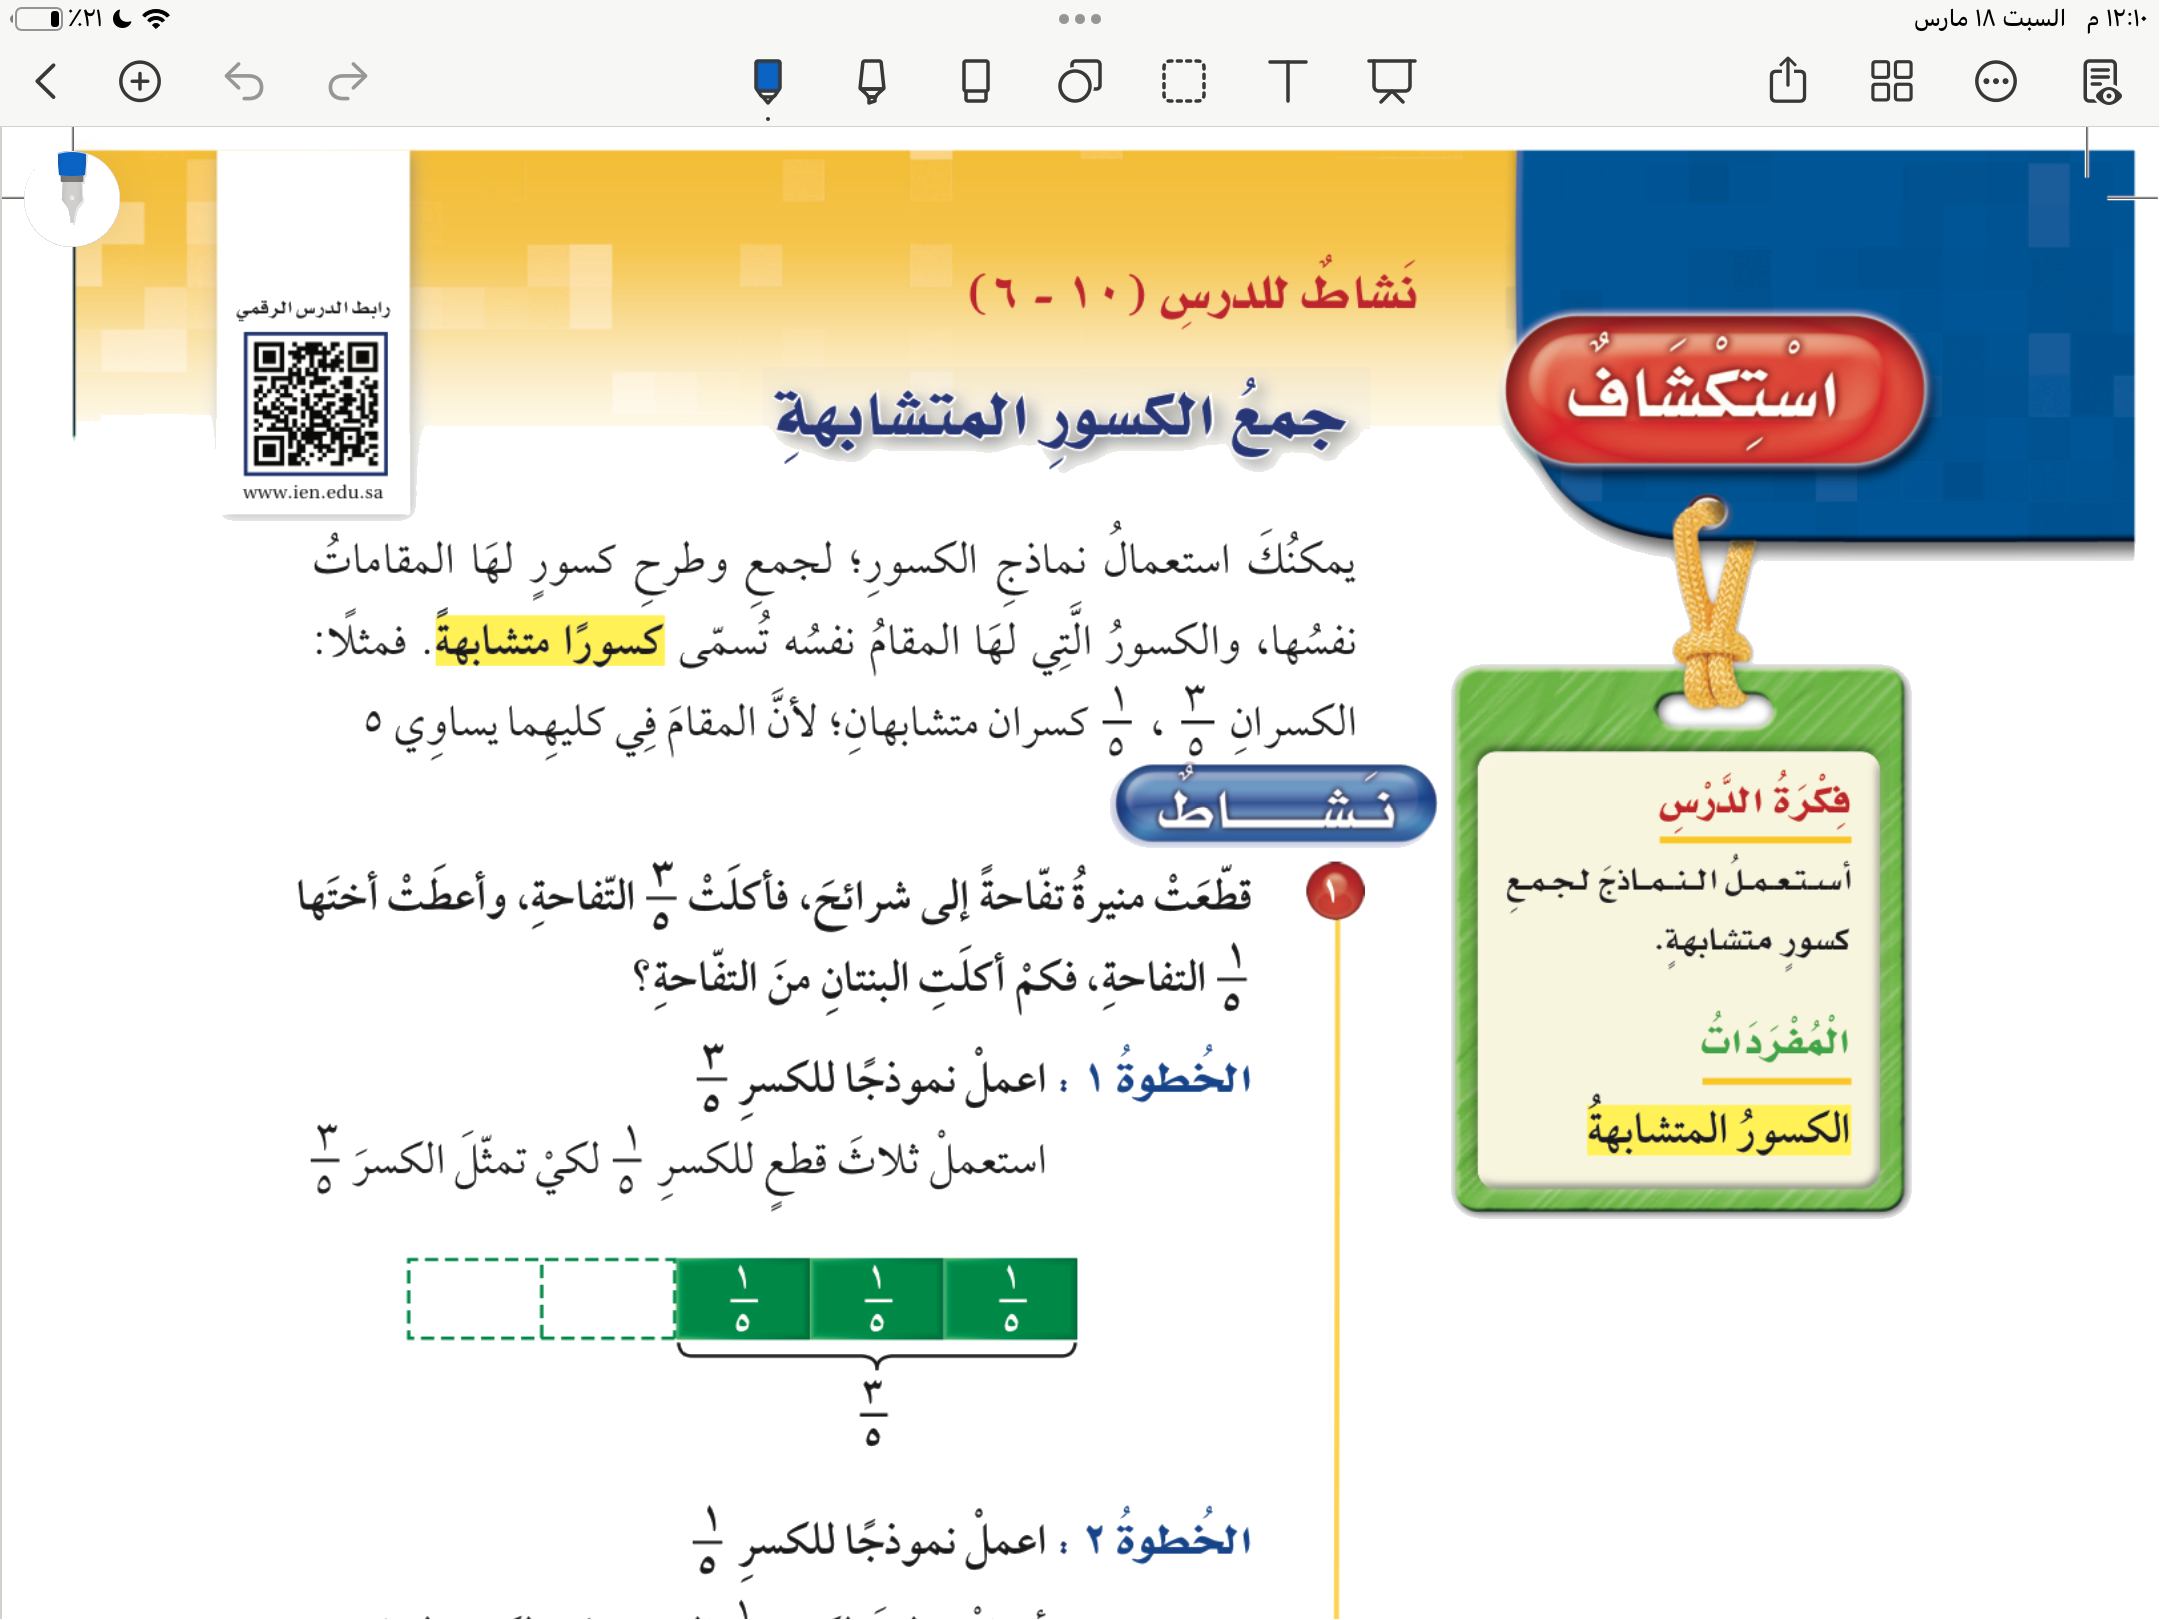 ١٢:١٠ م السبت ١٨ مارس
٪٢١
نَشاطٌ للدرسِ (١٠ - ٦)
اسْتِكْشَافٌ
جمعُ الكسورِ المتشابهةِ
رابط الدرس الرقمي
www.ien.edu.sa
يمكنُكَ استعمالُ نماذجِ الكسورِ؛ لجمعِ وطرحِ كسورٍ لهَا المقاماتُ
نفسُها، والكسورُ الَّتِي لهَا المقامُ نفسُه تُسمّى كسورًا متشابهةً. فمثلًا:
الكسرانِ ٣/٥ ، ١/٥ كسران متشابهانِ؛ لأنَّ المقامَ فِي كليهِما يساوِي ٥
نَشاطٌ
١
قطّعَتْ منيرةُ تفّاحةً إلى شرائحَ، فأكلَتْ ٣/٥ التّفاحةِ، وأعطَتْ أختَها
١/٥ التفاحةِ، فكمْ أكلَتِ البنتانِ منَ التفّاحةِ؟
الخُطوةُ ١ : اعملْ نموذجًا للكسرِ ٣/٥
استعملْ ثلاثَ قطعٍ للكسرِ ١/٥ لكيْ تمثّلَ الكسرَ ٣/٥
١/٥ ١/٥ ١/٥
٣/٥
الخُطوةُ ٢ : اعملْ نموذجًا للكسرِ ١/٥
فِكْرَةُ الدَّرْسِ
أستعملُ النماذجَ لجمعِ
كسورٍ متشابهةٍ.
الْمُفْرَدَاتُ
الكسورُ المتشابهةُ